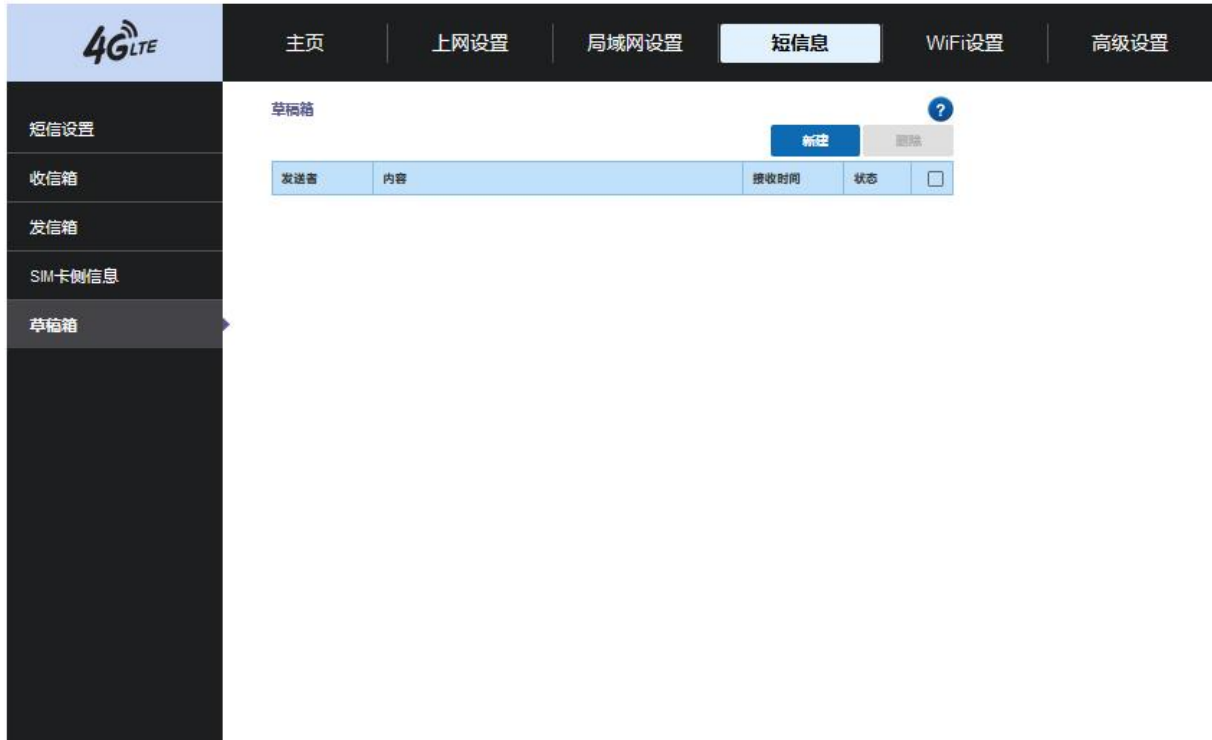 4G LTE
主页 上网设置 局域网设置 短信息 WiFi设置 高级设置
短信设置
收信箱
发信箱
SIM卡侧信息
草稿箱
草稿箱
?
新建 删除
发送者 内容 接收时间 状态